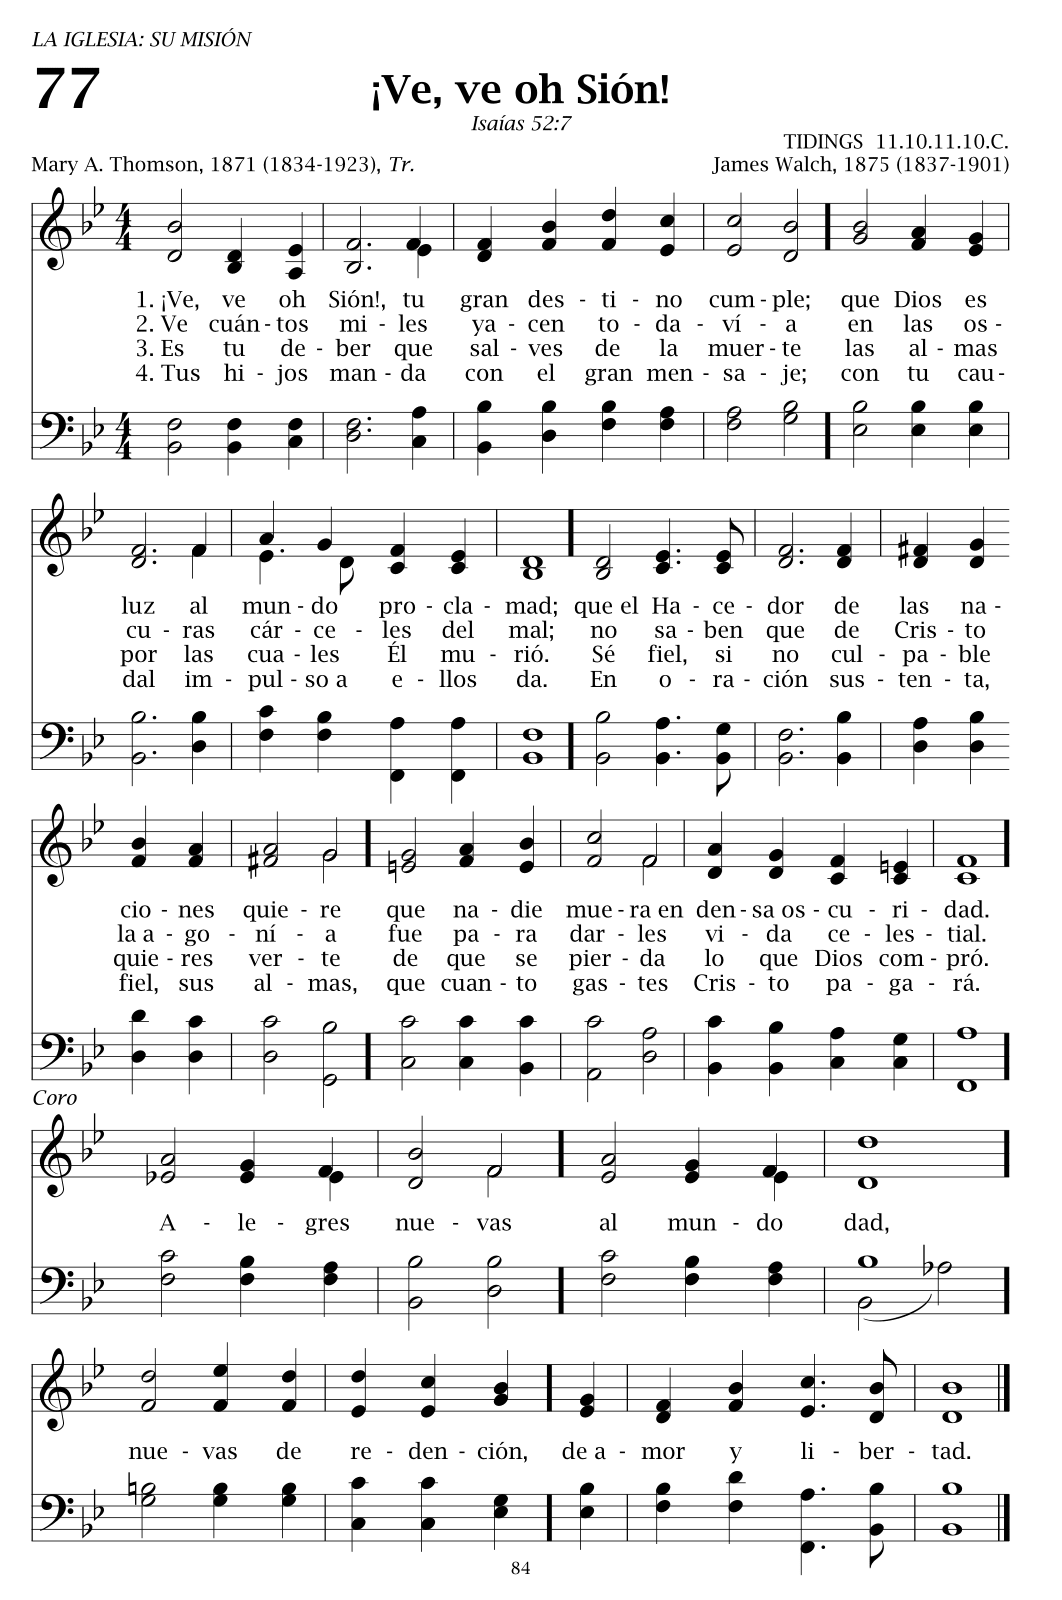 LA IGLESIA: SU MISIÓN
77
¡Ve, ve oh Sión!
Isaías 52:7
TIDINGS 11.10.11.10.C.
Mary A. Thomson, 1871 (1834-1923), Tr.
James Walch, 1875 (1837-1901)
1. ¡Ve, ve oh Sión!, tu gran des - ti - no cum - ple; que Dios es
2. Ve cuán - tos mi - les ya - cen to - da - ví - a en las os -
3. Es tu de - ber que sal - ves de la muer - te las al - mas
4. Tus hi - jos man - da con el gran men - sa - je; con tu cau -
luz al mun - do pro - cla - mad; que el Ha - ce - dor de las na -
cu - ras cár - ce - les del mal; no sa - ben que de Cris - to
por las cua - les Él mu - rió. Sé fiel, si no cul - pa - ble
dal im - pul - so a e - llos da. En o - ra - ción sus - ten - ta,
cio - nes quie - re que na - die mue - ra en den - sa os - cu - ri - dad.
la a - go - ní - a fue pa - ra dar - les vi - da ce - les - tial.
quie - res ver - te de que se pier - da lo que Dios com - pró.
fiel, sus al - mas, que cuan - to gas - tes Cris - to pa - ga - rá.
Coro
A - le - gres nue - vas al mun - do dad,
nue - vas de re - den - ción, de a - mor y li - ber - tad.
84